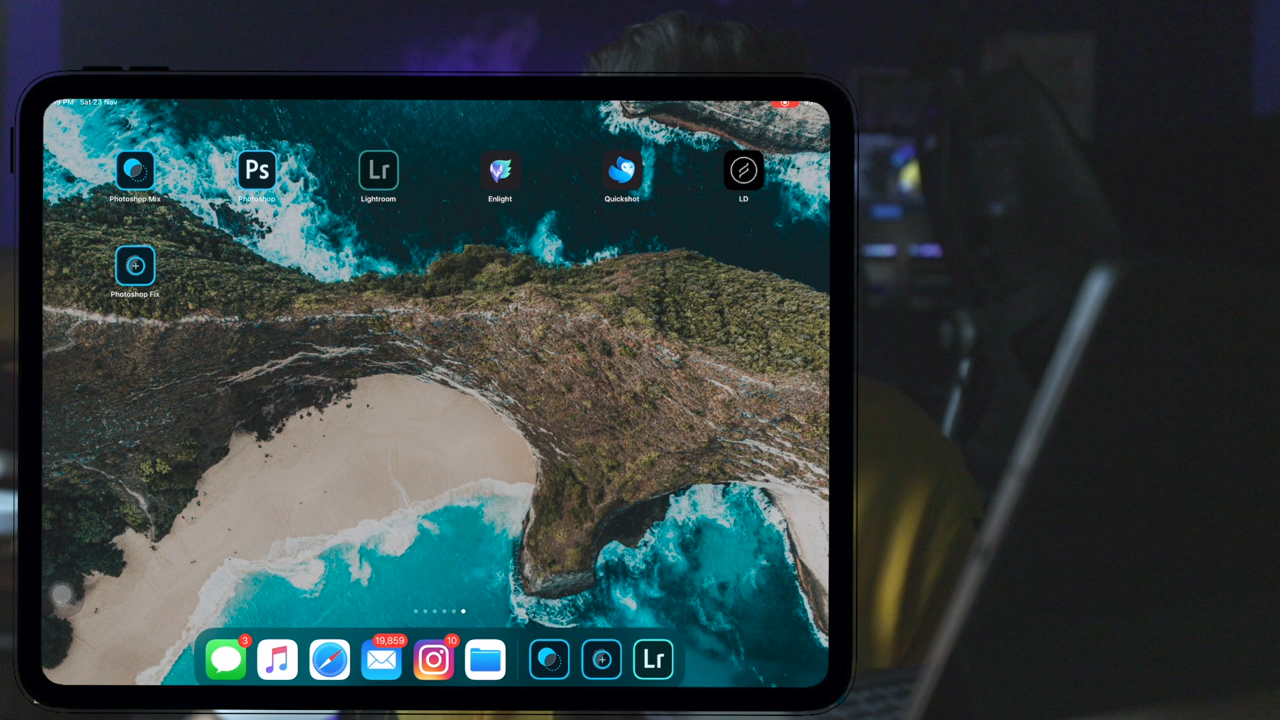 PM Sat 23 Nov
Ps
Lr
Photoshop Mix
Photoshop
Lightroom
Enlight
Quickshot
LD
Photoshop Fix
3
19,859
10
Lr